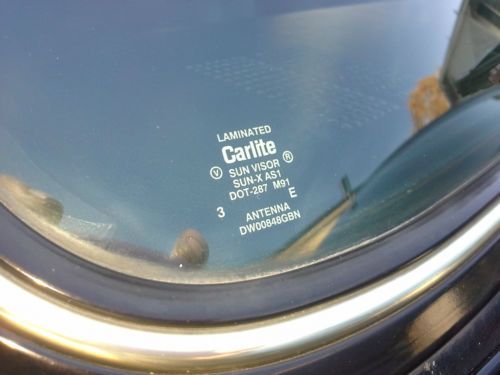 LAMINATED
Carlite
V SUN VISOR R
SUN-X AS1
DOT-287 M91
3 E
ANTENNA
DW00848GBN